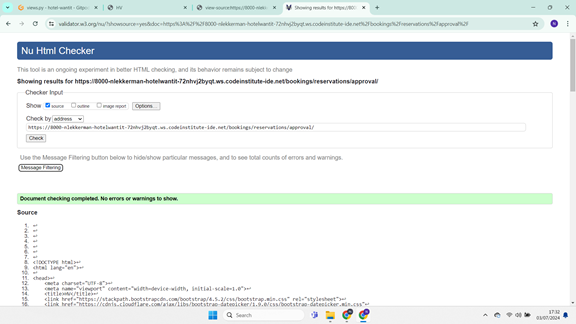 views.py - hotel-wantit - Gitpo
HV
view-source:https://8000-nlekk
Showing results for https://800
validator.w3.org/nu/?showsource=yes&doc=https%3A%2F%2F8000-nlekkerman-hotelwantit-72nhvj2byqt.ws.codeinstitute-ide.net%2Fbookings%2Freservations%2Fapproval%2F
Nu Html Checker
This tool is an ongoing experiment in better HTML checking, and its behavior remains subject to change
Showing results for https://8000-nlekkerman-hotelwantit-72nhvj2byqt.ws.codeinstitute-ide.net/bookings/reservations/approval/
Checker Input
Show source outline image report Options...
Check by address
https://8000-nlekkerman-hotelwantit-72nhvj2byqt.ws.codeinstitute-ide.net/bookings/reservations/approval/
Check
Use the Message Filtering button below to hide/show particular messages, and to see total counts of errors and warnings.
Message Filtering
Document checking completed. No errors or warnings to show.
Source
1. ↩
2. ↩
3. ↩
4. ↩
5. ↩
6. ↩
7. ↩
8. <!DOCTYPE html>↩
9. <html lang="en">↩
10. ↩
11. <head>↩
12. <meta charset="UTF-8">↩
13. <meta name="viewport" content="width=device-width, initial-scale=1.0">↩
14. <title>HV</title>↩
15. <link href="https://stackpath.bootstrapcdn.com/bootstrap/4.5.2/css/bootstrap.min.css" rel="stylesheet">↩
16. <link href="https://cdnjs.cloudflare.com/ajax/libs/bootstrap-datepicker/1.9.0/css/bootstrap-datepicker.min.css"↩
Search
17:32
03/07/2024